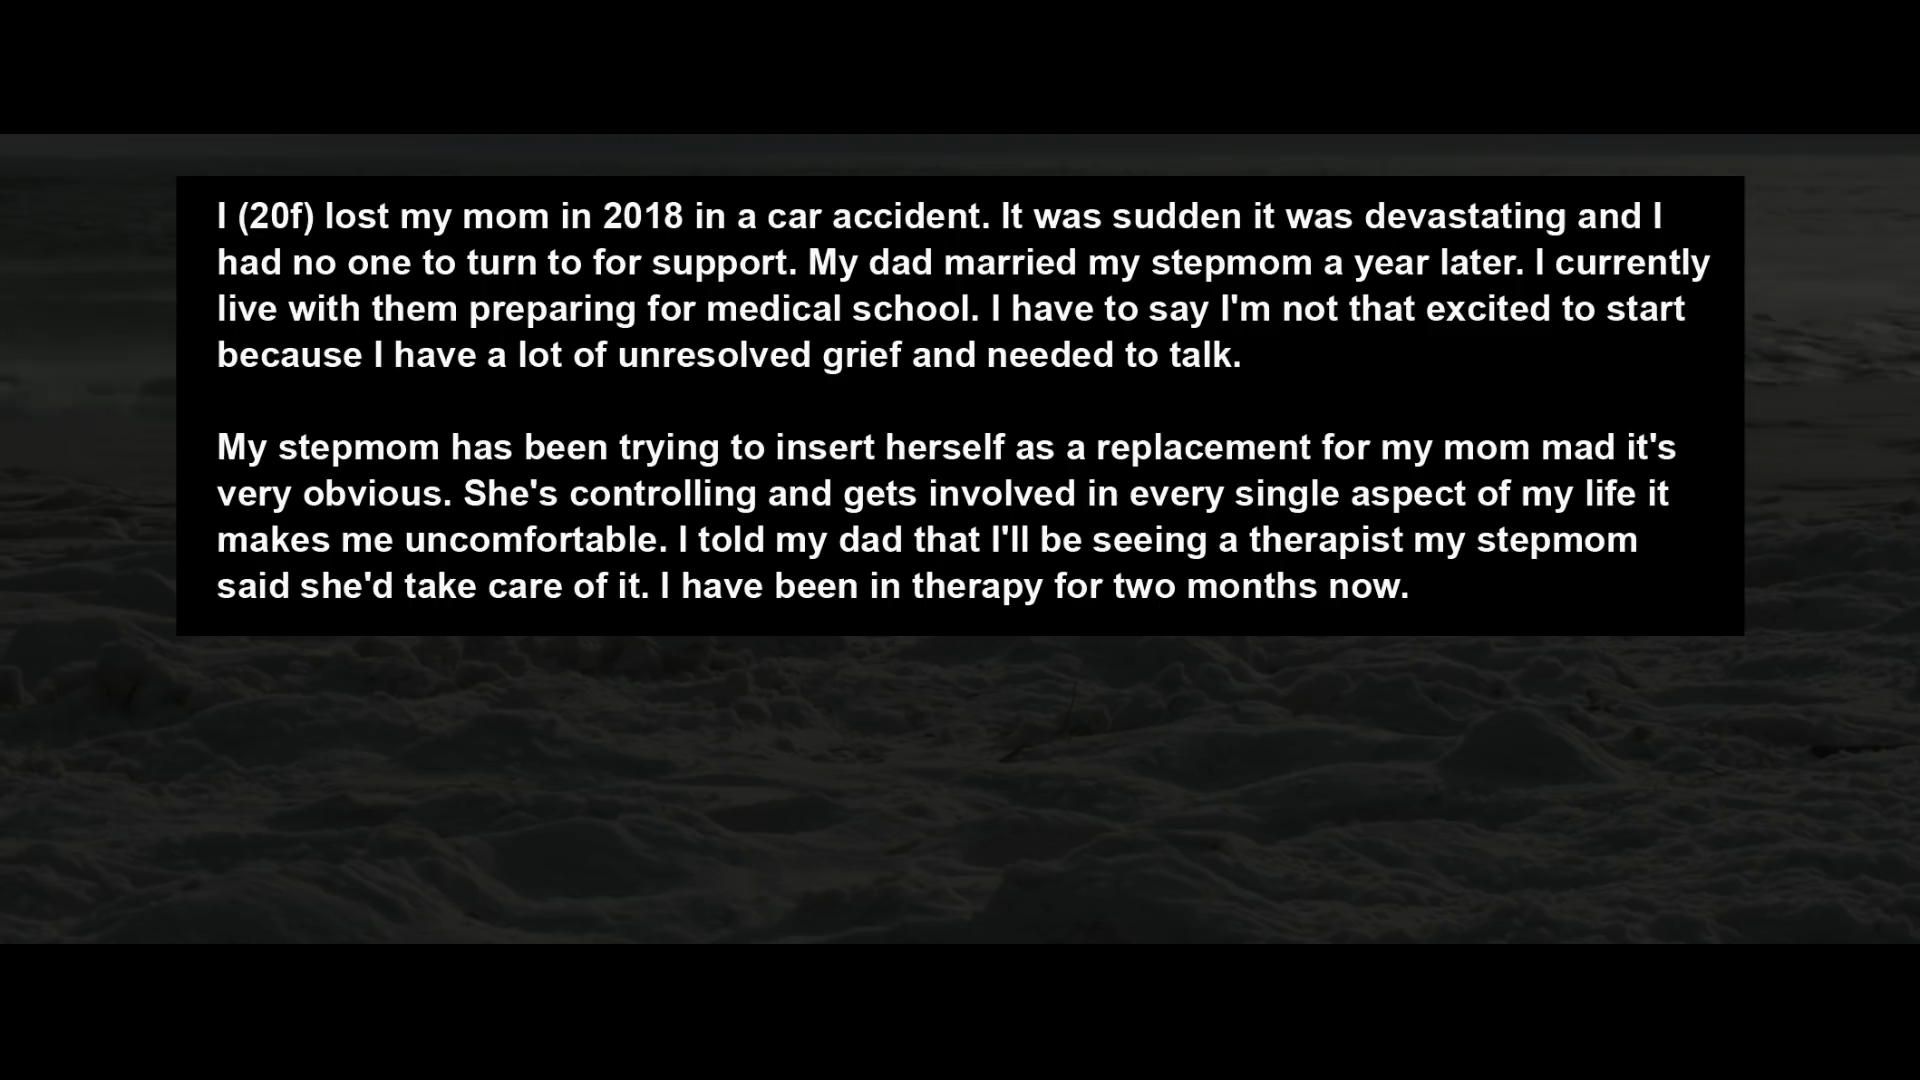 I (20f) lost my mom in 2018 in a car accident. It was sudden it was devastating and I
had no one to turn to for support. My dad married my stepmom a year later. I currently
live with them preparing for medical school. I have to say I'm not that excited to start
because I have a lot of unresolved grief and needed to talk.
My stepmom has been trying to insert herself as a replacement for my mom mad it's
very obvious. She's controlling and gets involved in every single aspect of my life it
makes me uncomfortable. I told my dad that I'll be seeing a therapist my stepmom
said she'd take care of it. I have been in therapy for two months now.